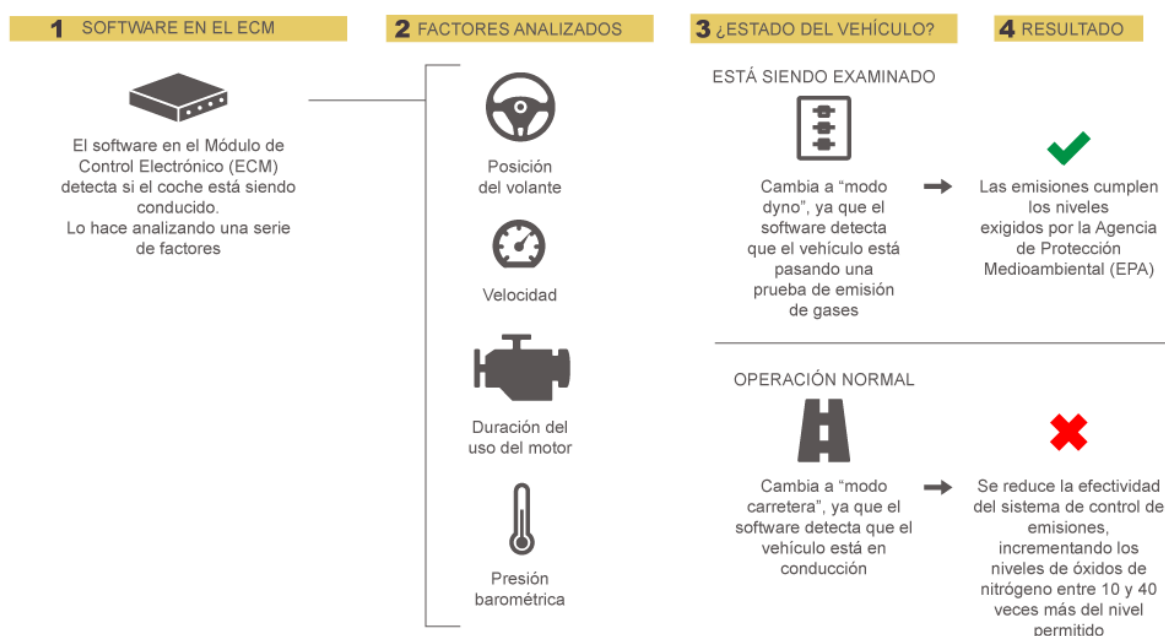 1 SOFTWARE EN EL ECM
El software en el Módulo de
Control Electrónico (ECM)
detecta si el coche está siendo
conducido.
Lo hace analizando una serie
de factores
2 FACTORES ANALIZADOS
Posición
del volante
Velocidad
Duración del
uso del motor
Presión
barométrica
3 ¿ESTADO DEL VEHÍCULO?
ESTÁ SIENDO EXAMINADO
Cambia a “modo
dyno”, ya que el
software detecta
que el vehículo está
pasando una
prueba de emisión
de gases
OPERACIÓN NORMAL
Cambia a “modo
carretera”, ya que el
software detecta que el
vehículo está en
conducción
4 RESULTADO
Las emisiones cumplen
los niveles
exigidos por la Agencia
de Protección
Medioambiental (EPA)
Se reduce la efectividad
del sistema de control de
emisiones,
incrementando los
niveles de óxidos de
nitrógeno entre 10 y 40
veces más del nivel
permitido